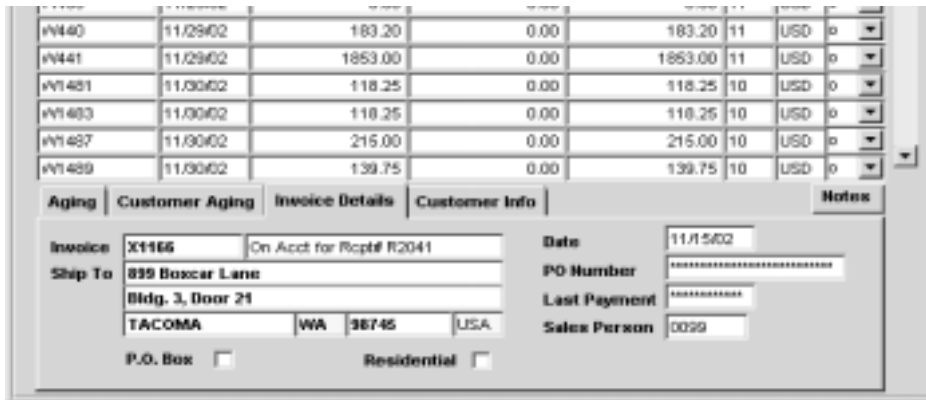 W440 11/29/02 183.20 0.00 183.20 11 USD o
W441 11/29/02 1853.00 0.00 1853.00 11 USD o
W1481 11/30/02 118.25 0.00 118.25 10 USD o
W1483 11/30/02 118.25 0.00 118.25 10 USD o
W1487 11/30/02 215.00 0.00 215.00 10 USD o
W1489 11/30/02 139.75 0.00 139.75 10 USD o
Aging Customer Aging Invoice Details Customer Info Notes
Invoice X1166 On Acct for Rcpt# R2041 Date 11/15/02
Ship To 899 Boxcar Lane PO Number ****************************
Bldg. 3, Door 21 Last Payment *************
TACOMA WA 98745 USA Sales Person 0099
P.O. Box Residential